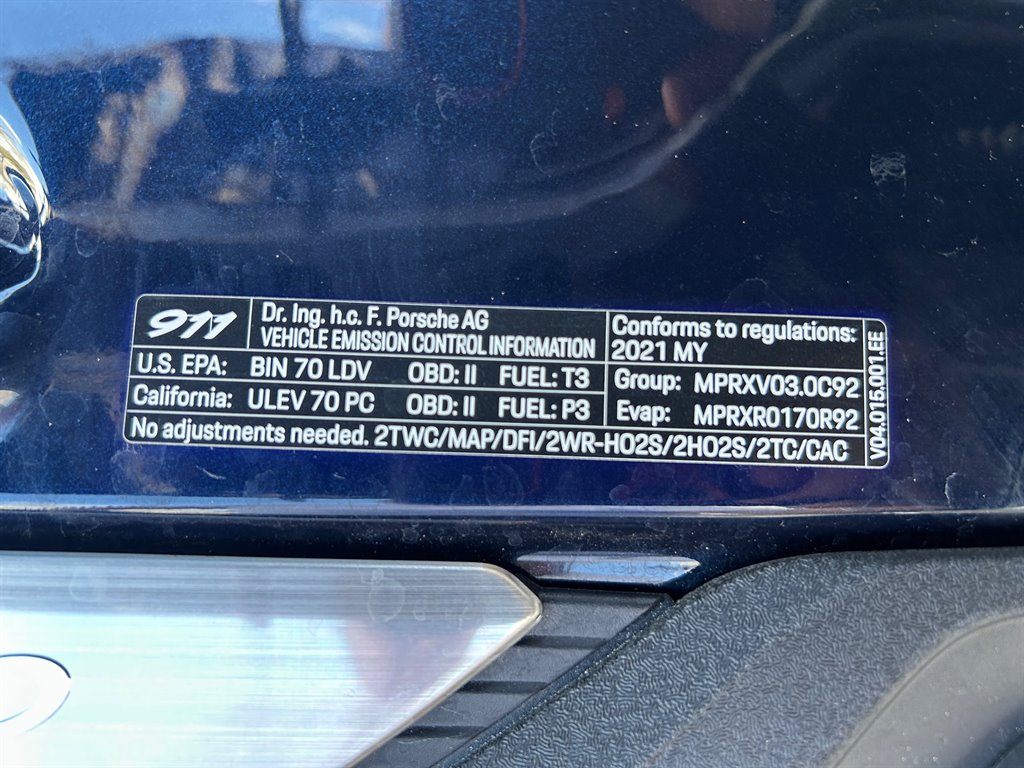 911
Dr. Ing. h.c. F. Porsche AG
VEHICLE EMISSION CONTROL INFORMATION
Conforms to regulations:
2021 MY
U.S. EPA: BIN 70 LDV OBD: II FUEL: T3
California: ULEV 70 PC OBD: II FUEL: P3
Group: MPRXV03.0C92
Evap: MPRXR0170R92
No adjustments needed. 2TWC/MAP/DFI/2WR-HO2S/2HO2S/2TC/CAC
V04.015.001.EE